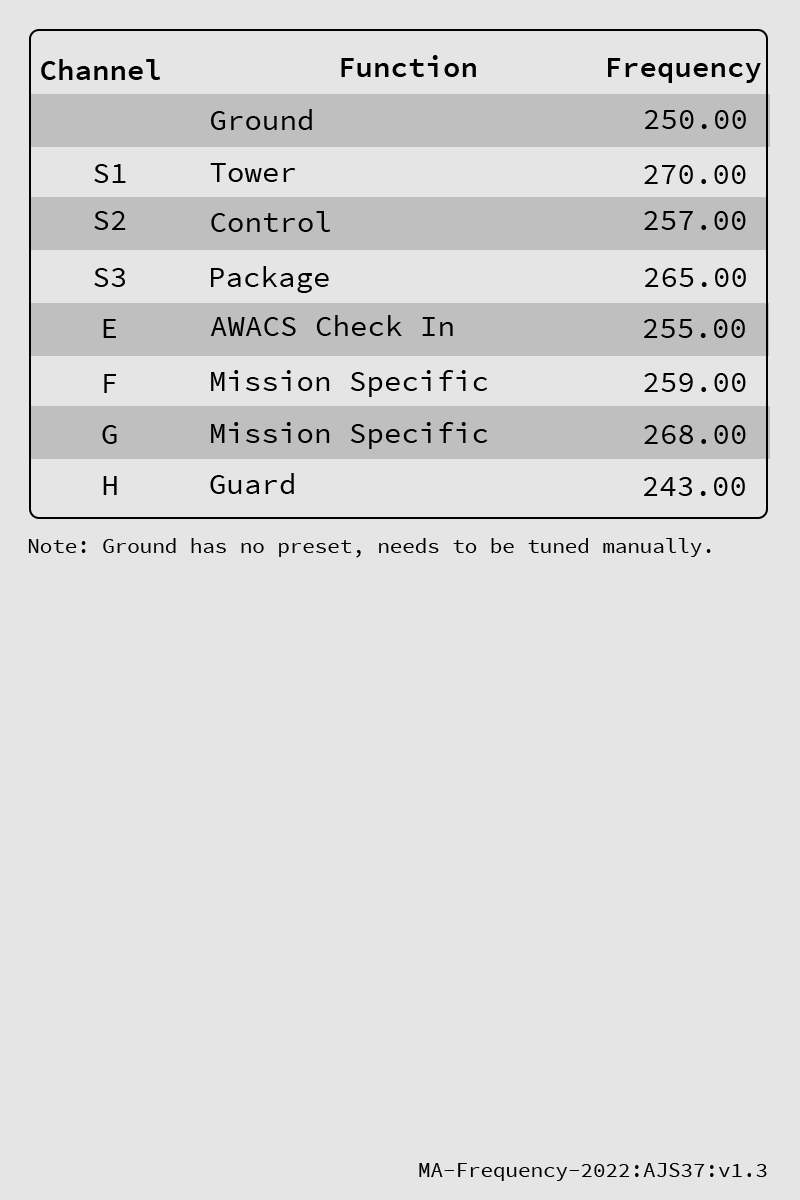 Channel Function Frequency
Ground 250.00
S1 Tower 270.00
S2 Control 257.00
S3 Package 265.00
E AWACS Check In 255.00
F Mission Specific 259.00
G Mission Specific 268.00
H Guard 243.00
Note: Ground has no preset, needs to be tuned manually.
MA-Frequency-2022:AJS37:v1.3